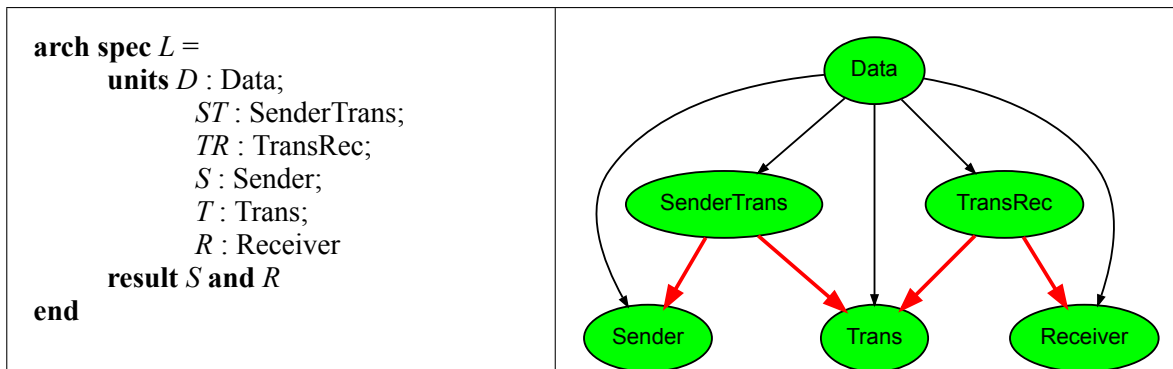 arch spec L =
units D : Data;
ST : SenderTrans;
TR : TransRec;
S : Sender;
T : Trans;
R : Receiver
result S and R
end
Data
SenderTrans
TransRec
Sender
Trans
Receiver